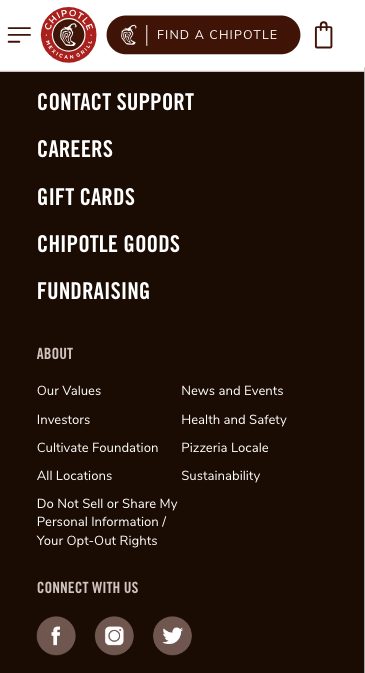 CHIPOTLE
MEXICAN GRILL
FIND A CHIPOTLE
CONTACT SUPPORT
CAREERS
GIFT CARDS
CHIPOTLE GOODS
FUNDRAISING
ABOUT
Our Values
News and Events
Investors
Health and Safety
Cultivate Foundation
Pizzeria Locale
All Locations
Sustainability
Do Not Sell or Share My
Personal Information /
Your Opt-Out Rights
CONNECT WITH US